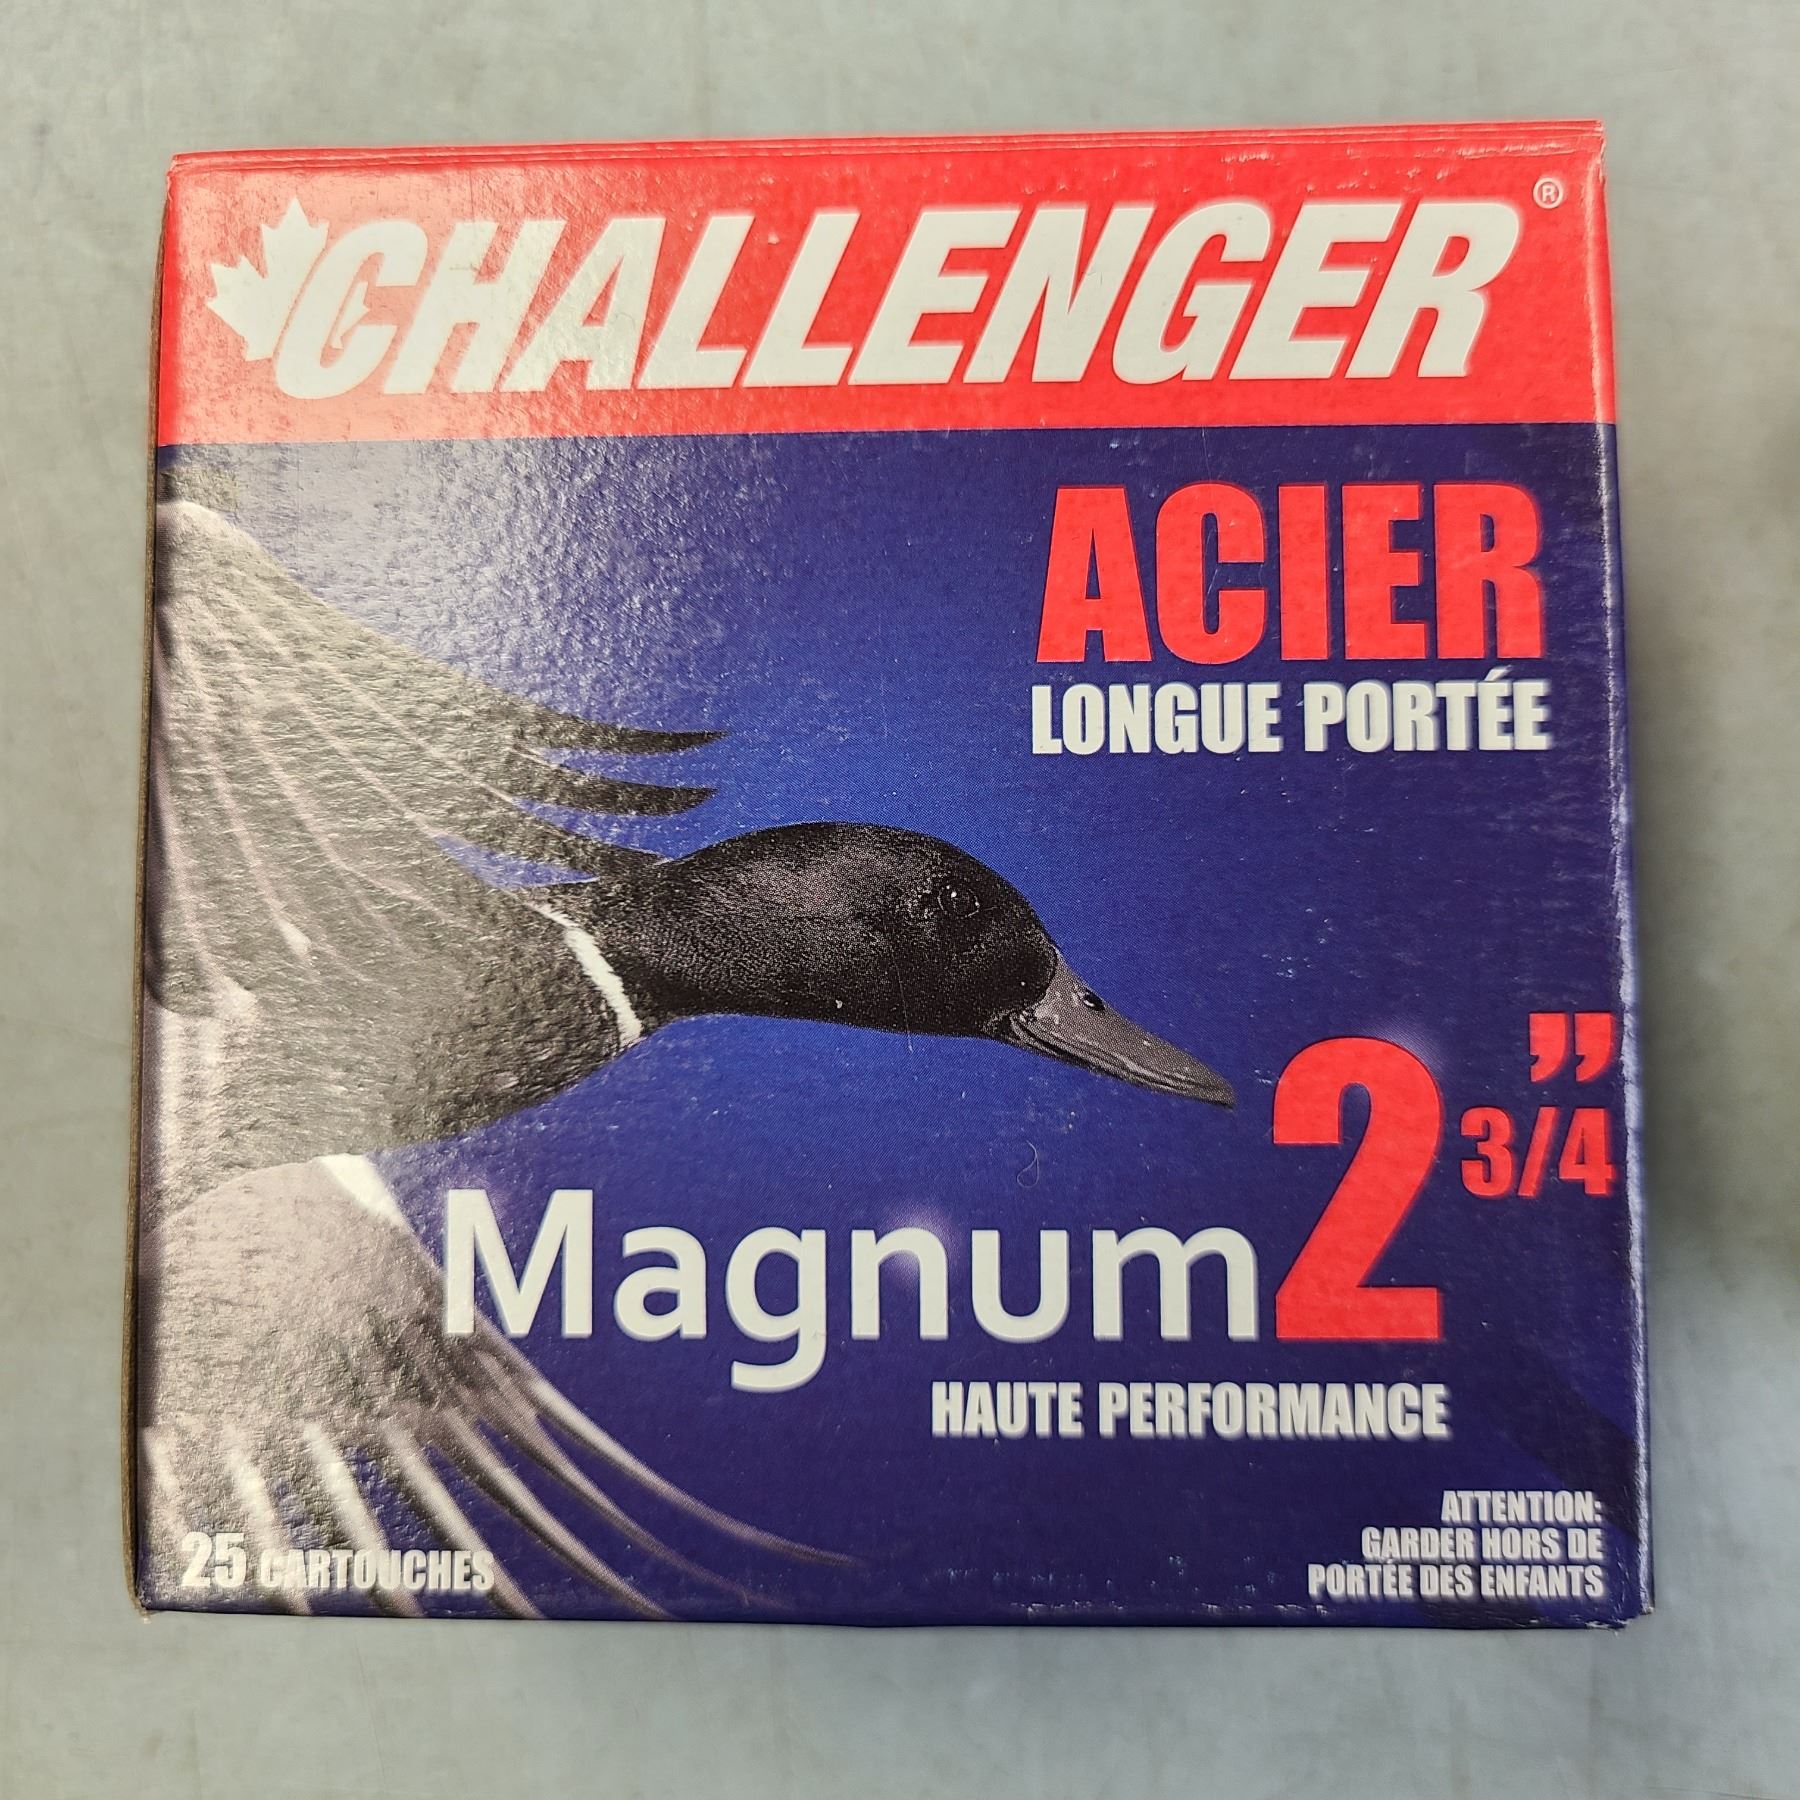 CHALLENGER®
ACIER
LONGUE PORTÉE
Magnum 2 3/4”
HAUTE PERFORMANCE
25 CARTOUCHES
ATTENTION:
GARDER HORS DE
PORTÉE DES ENFANTS